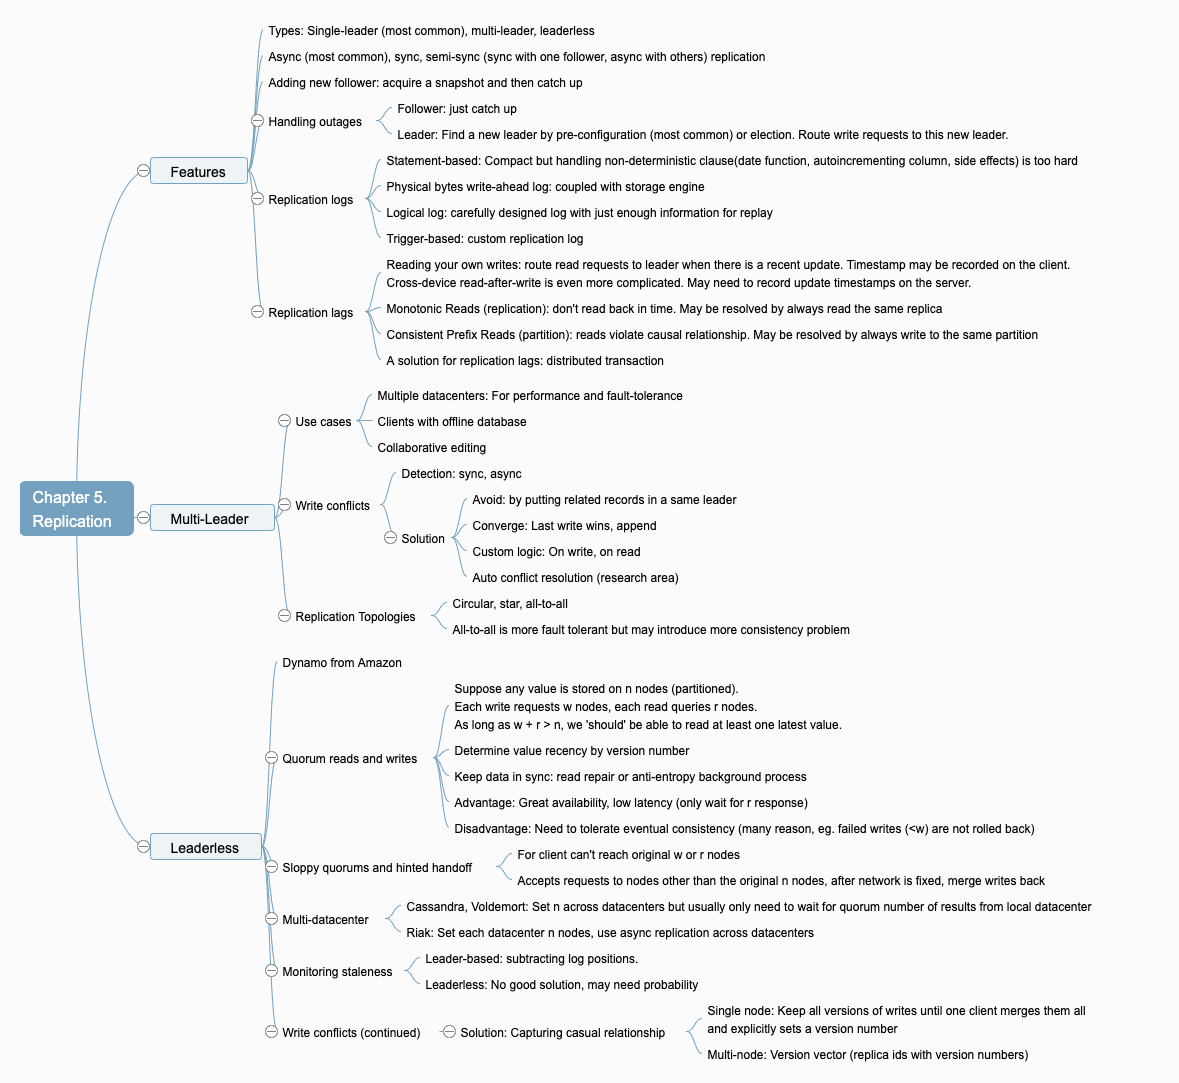 Chapter 5.
Replication
Features
Types: Single-leader (most common), multi-leader, leaderless
Async (most common), sync, semi-sync (sync with one follower, async with others) replication
Adding new follower: acquire a snapshot and then catch up
Handling outages
Follower: just catch up
Leader: Find a new leader by pre-configuration (most common) or election. Route write requests to this new leader.
Replication logs
Statement-based: Compact but handling non-deterministic clause(date function, autoincrementing column, side effects) is too hard
Physical bytes write-ahead log: coupled with storage engine
Logical log: carefully designed log with just enough information for replay
Trigger-based: custom replication log
Replication lags
Reading your own writes: route read requests to leader when there is a recent update. Timestamp may be recorded on the client.
Cross-device read-after-write is even more complicated. May need to record update timestamps on the server.
Monotonic Reads (replication): don't read back in time. May be resolved by always read the same replica
Consistent Prefix Reads (partition): reads violate causal relationship. May be resolved by always write to the same partition
A solution for replication lags: distributed transaction
Multi-Leader
Use cases
Multiple datacenters: For performance and fault-tolerance
Clients with offline database
Collaborative editing
Write conflicts
Detection: sync, async
Solution
Avoid: by putting related records in a same leader
Converge: Last write wins, append
Custom logic: On write, on read
Auto conflict resolution (research area)
Replication Topologies
Circular, star, all-to-all
All-to-all is more fault tolerant but may introduce more consistency problem
Leaderless
Dynamo from Amazon
Quorum reads and writes
Suppose any value is stored on n nodes (partitioned).
Each write requests w nodes, each read queries r nodes.
As long as w + r > n, we 'should' be able to read at least one latest value.
Determine value recency by version number
Keep data in sync: read repair or anti-entropy background process
Advantage: Great availability, low latency (only wait for r response)
Disadvantage: Need to tolerate eventual consistency (many reason, eg. failed writes (<w) are not rolled back)
Sloppy quorums and hinted handoff
For client can't reach original w or r nodes
Accepts requests to nodes other than the original n nodes, after network is fixed, merge writes back
Multi-datacenter
Cassandra, Voldemort: Set n across datacenters but usually only need to wait for quorum number of results from local datacenter
Riak: Set each datacenter n nodes, use async replication across datacenters
Monitoring staleness
Leader-based: subtracting log positions.
Leaderless: No good solution, may need probability
Write conflicts (continued)
Solution: Capturing casual relationship
Single node: Keep all versions of writes until one client merges them all
and explicitly sets a version number
Multi-node: Version vector (replica ids with version numbers)